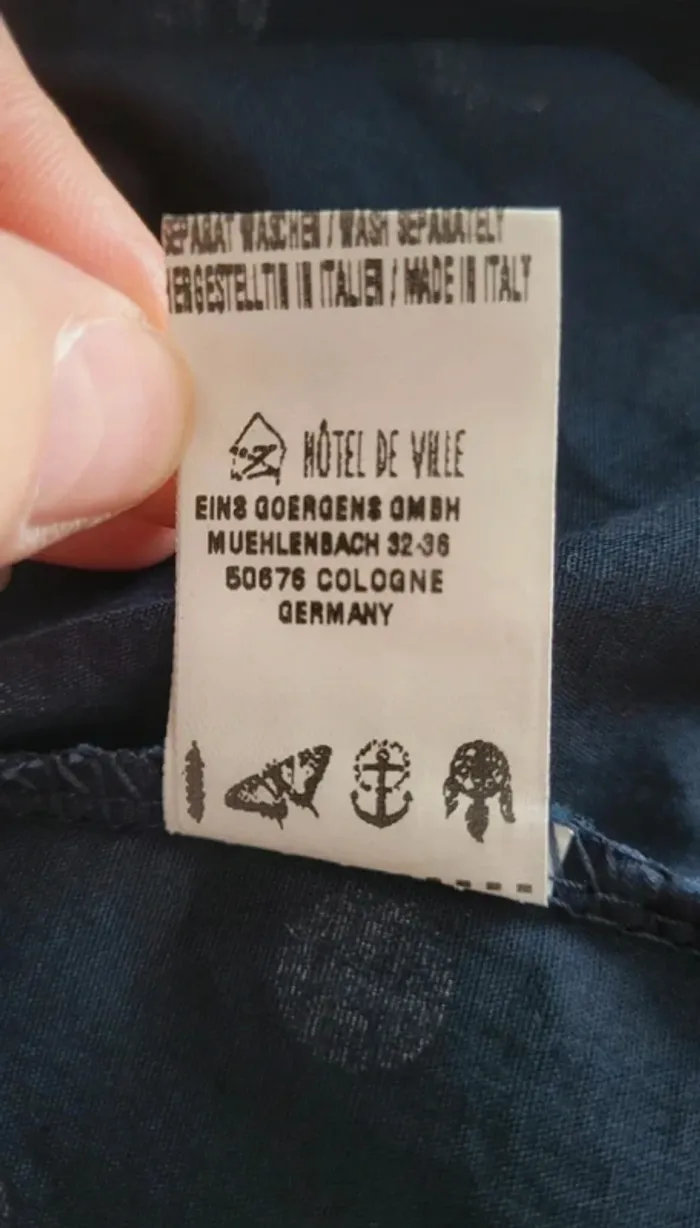 SEPARAT WASCHEN / WASH SEPARATELY
HERGESTELLTIN IN ITALIEN / MADE IN ITALY
HÔTEL DE VILLE
EINS GOERGENS GMBH
MUEHLENBACH 32-36
50676 COLOGNE
GERMANY